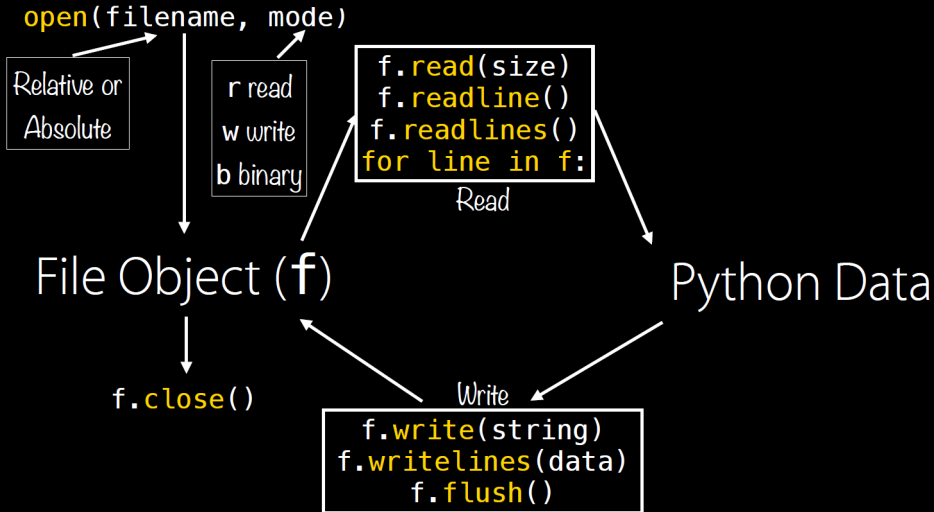 open(filename, mode)
Relative or
Absolute
r read
w write
b binary
f.read(size)
f.readline()
f.readlines()
for line in f:
Read
File Object (f)
Python Data
f.close()
Write
f.write(string)
f.writelines(data)
f.flush()